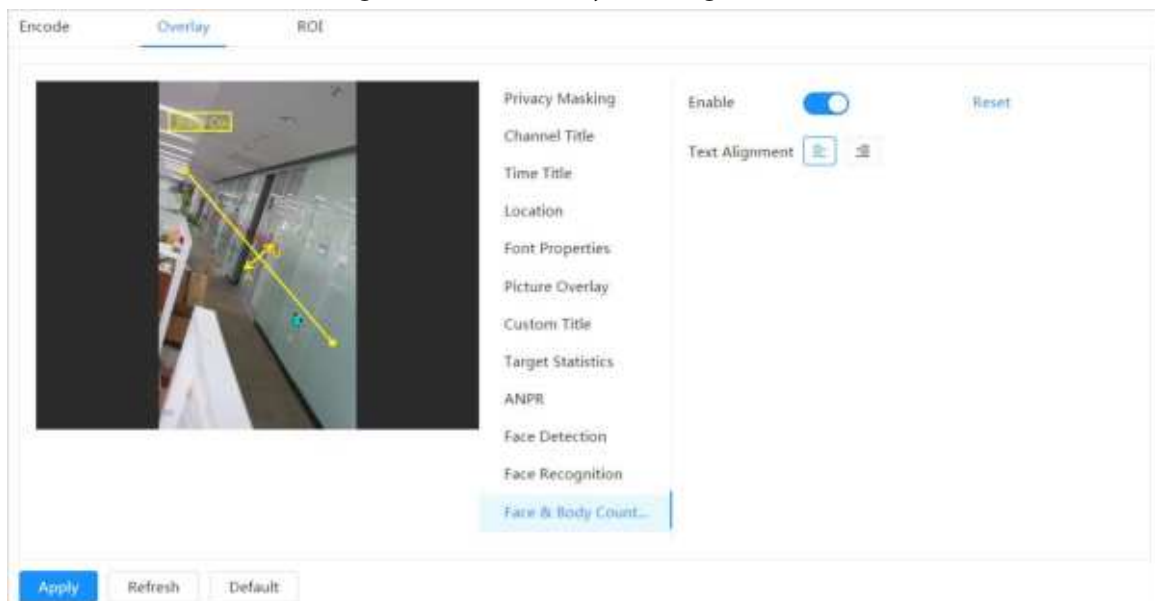 Encode Overlay ROI
Privacy Masking
Enable Reset
Channel Title
Text Alignment
Time Title
Location
Font Properties
Picture Overlay
Custom Title
Target Statistics
ANPR
Face Detection
Face Recognition
Face & Body Count...
Apply Refresh Default